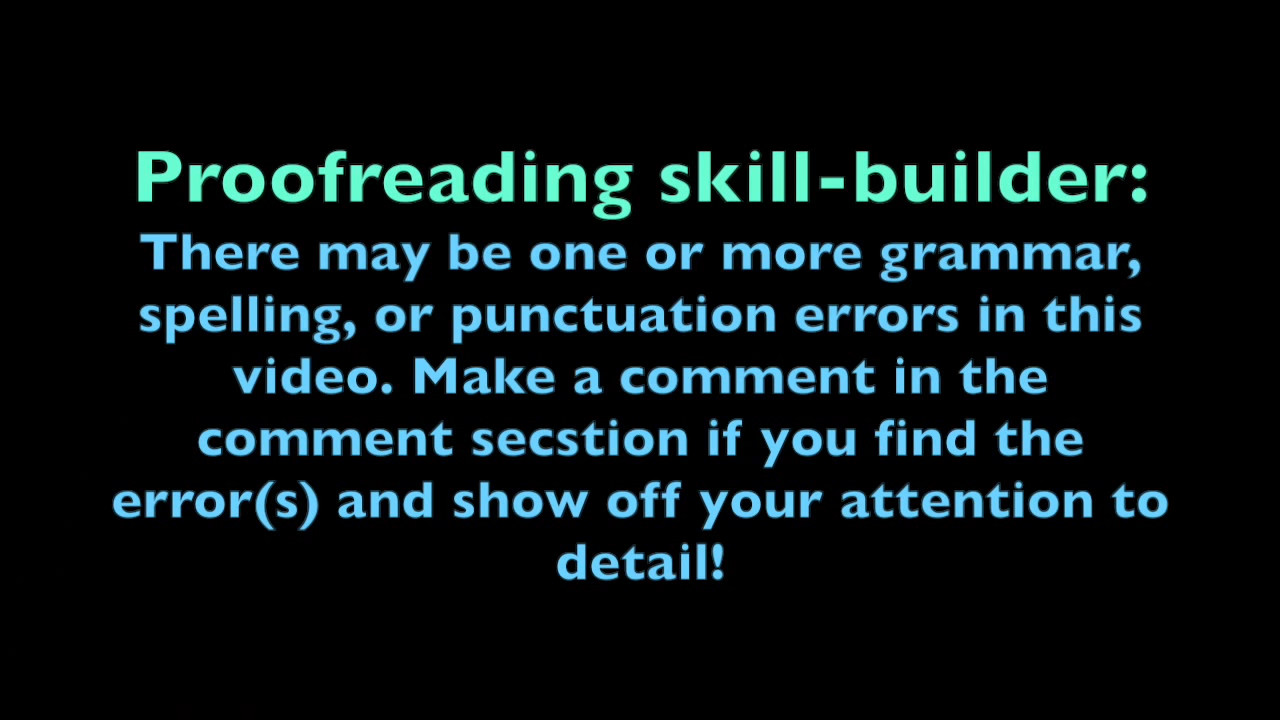 Proofreading skill-builder:
There may be one or more grammar,
spelling, or punctuation errors in this
video. Make a comment in the
comment secstion if you find the
error(s) and show off your attention to
detail!